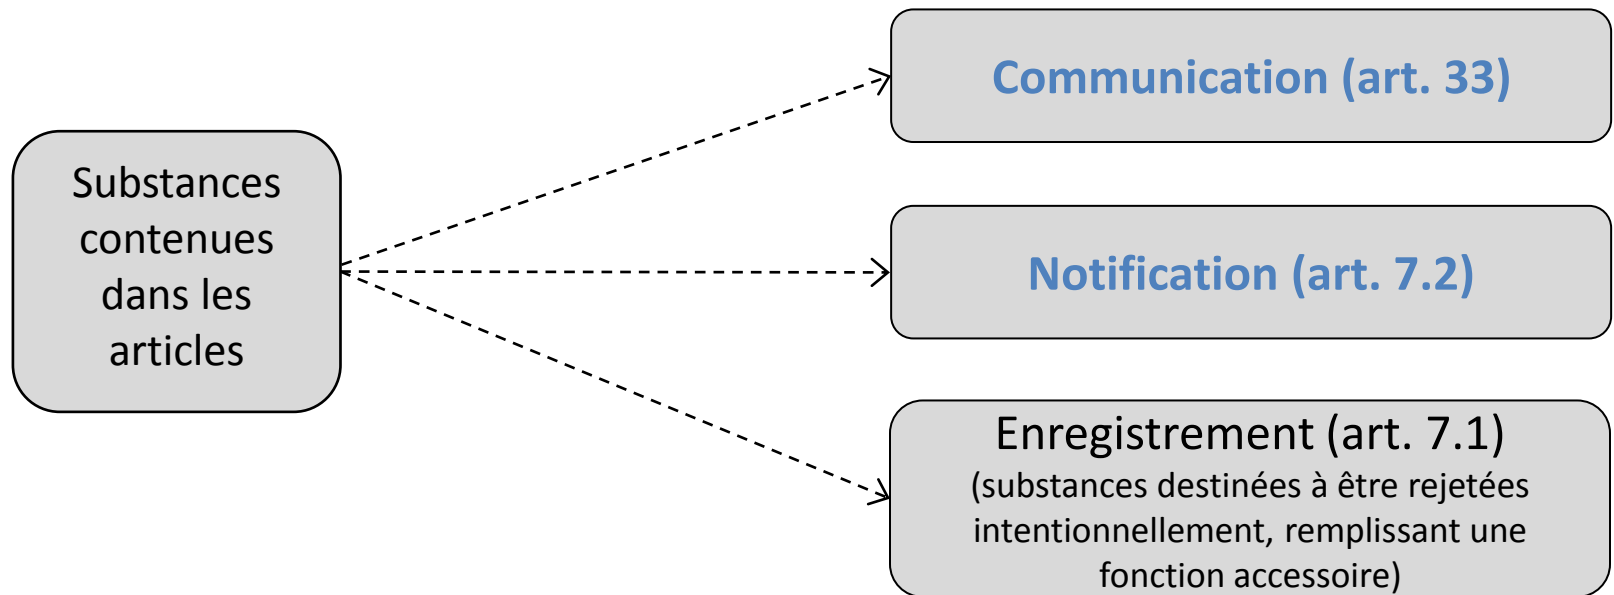 Substances
contenues
dans les
articles
Communication (art. 33)
Notification (art. 7.2)
Enregistrement (art. 7.1)
(substances destinées à être rejetées
intentionnellement, remplissant une
fonction accessoire)